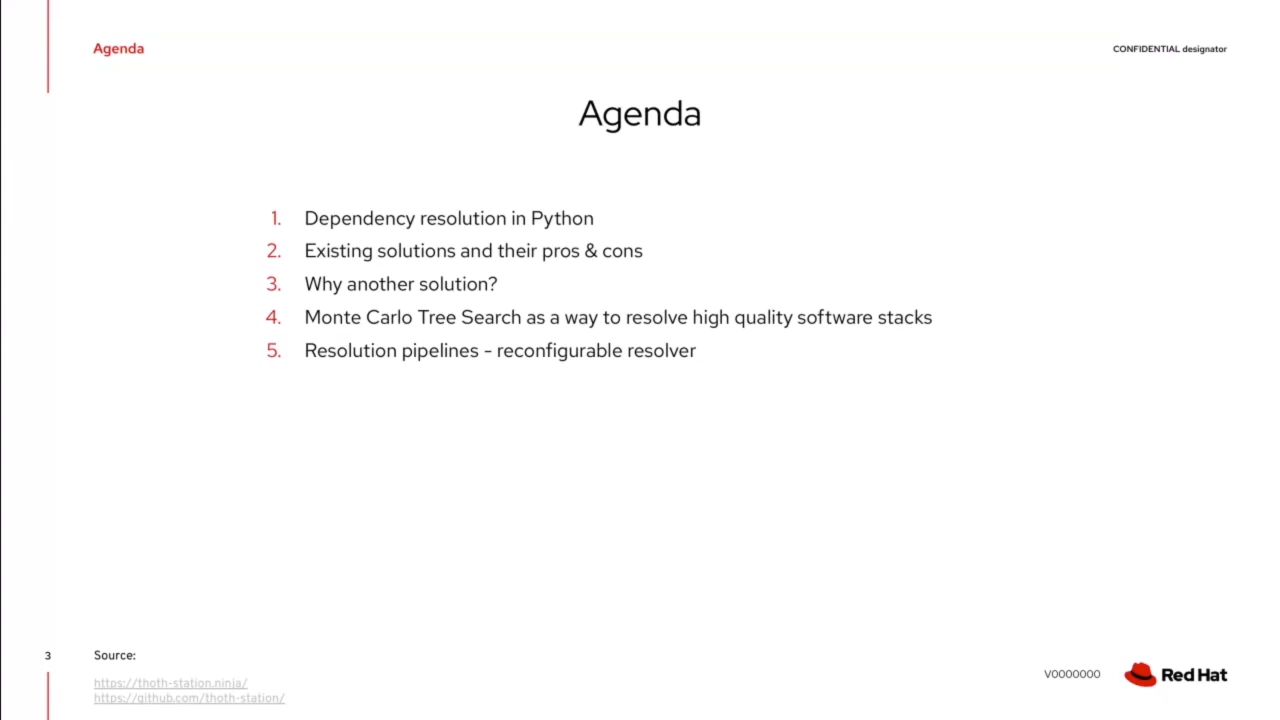 Agenda
CONFIDENTIAL designator
Agenda
1. Dependency resolution in Python
2. Existing solutions and their pros & cons
3. Why another solution?
4. Monte Carlo Tree Search as a way to resolve high quality software stacks
5. Resolution pipelines - reconfigurable resolver
3
Source:
https://thoth-station.ninja/
https://github.com/thoth-station/
V0000000
Red Hat